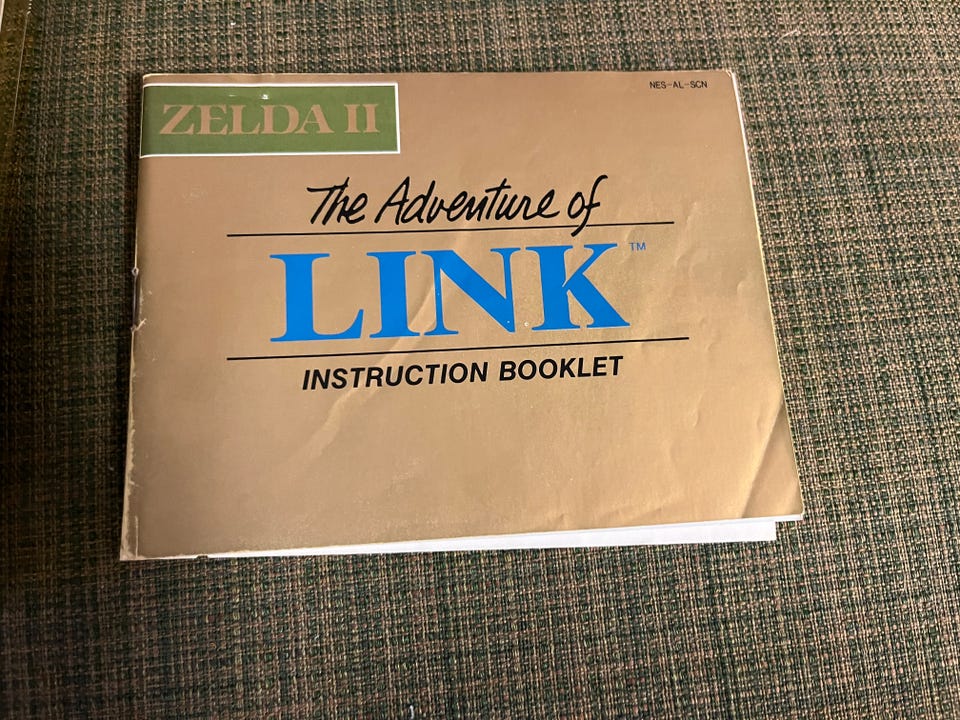 NES-AL-SCN
ZELDA II
The Adventure of
LINK™
INSTRUCTION BOOKLET